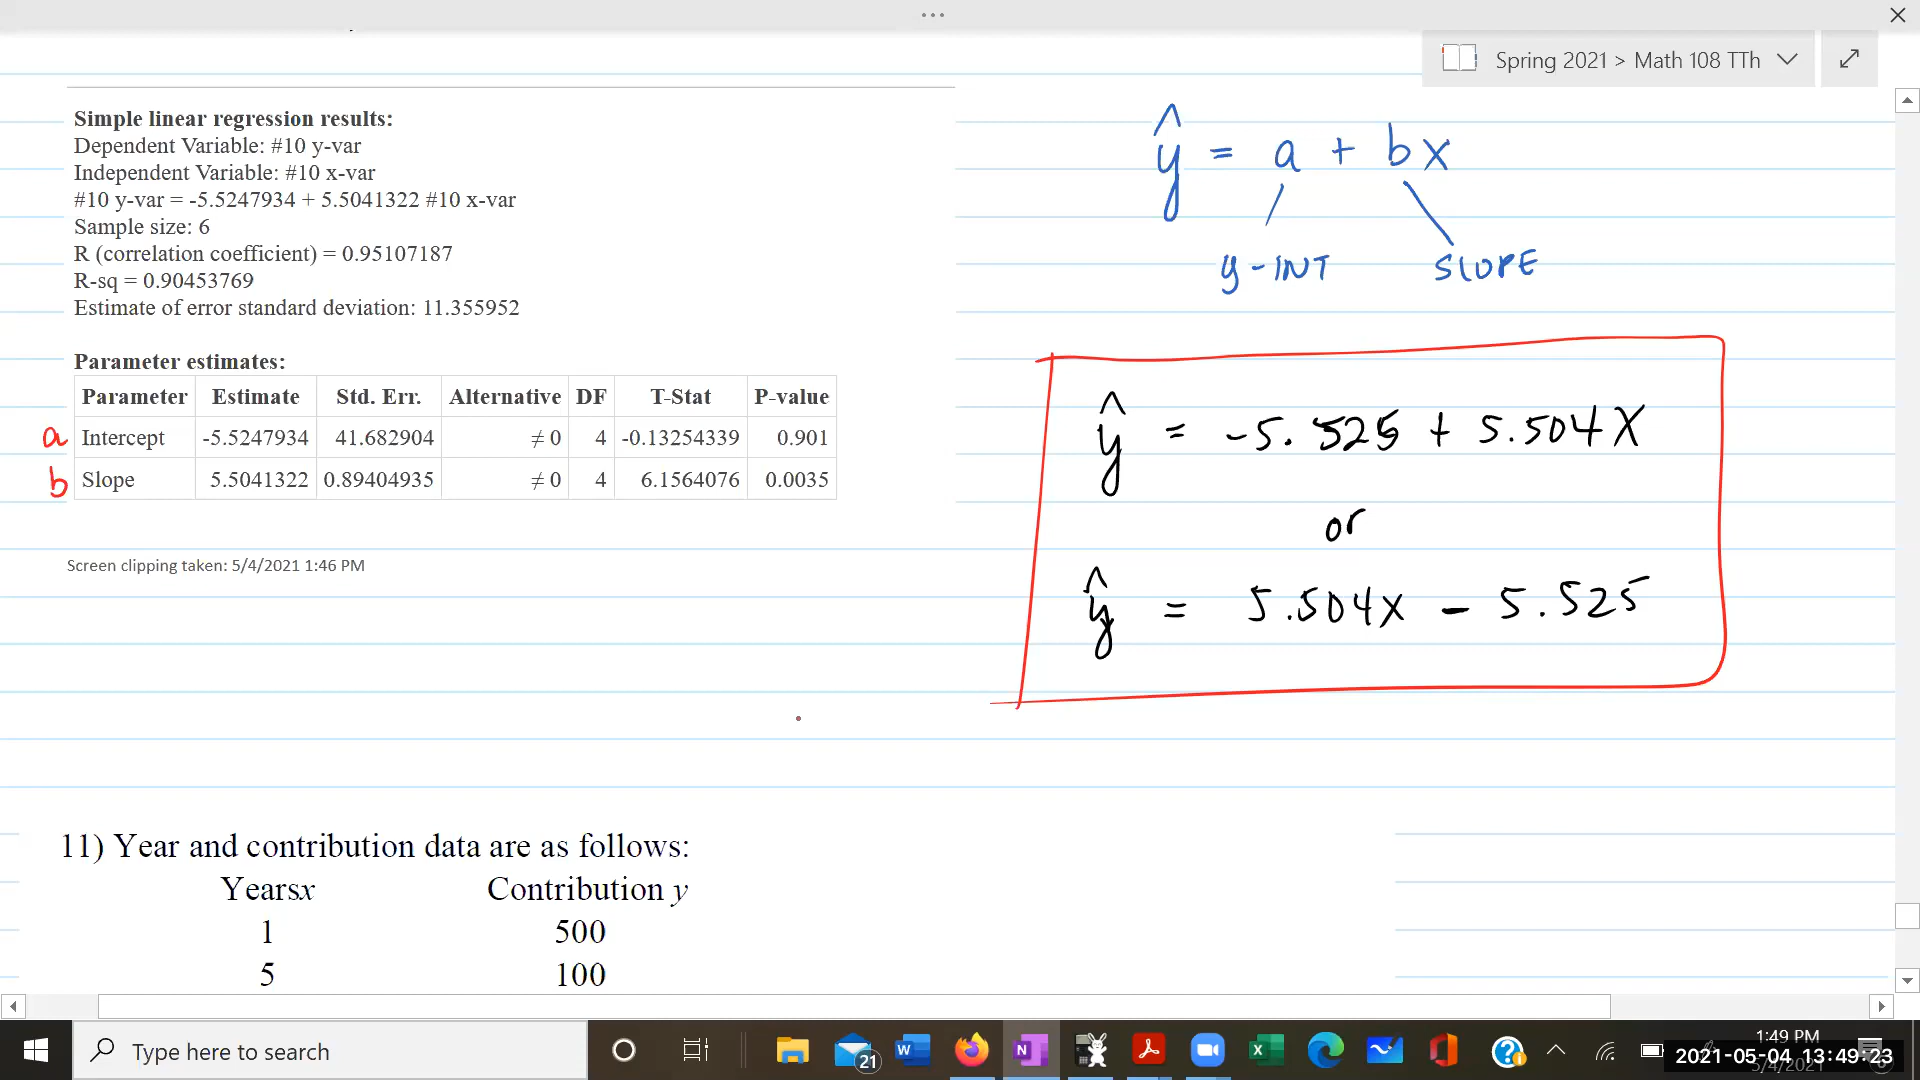 Spring 2021 > Math 108 TTh
Simple linear regression results:
Dependent Variable: #10 y-var
Independent Variable: #10 x-var
#10 y-var = -5.5247934 + 5.5041322 #10 x-var
Sample size: 6
R (correlation coefficient) = 0.95107187
R-sq = 0.90453769
Estimate of error standard deviation: 11.355952
Parameter estimates:
Parameter Estimate Std. Err. Alternative DF T-Stat P-value
a Intercept -5.5247934 41.682904 ≠ 0 4 -0.13254339 0.901
b Slope 5.5041322 0.89404935 ≠ 0 4 6.1564076 0.0035
Screen clipping taken: 5/4/2021 1:46 PM
ŷ = a + bx
y-INT SLOPE
ŷ = -5.525 + 5.504X
or
ŷ = 5.504x - 5.525
11) Year and contribution data are as follows:
Yearsx Contribution y
1 500
5 100
Type here to search
21
1:49 PM
2021-05-04 13:49:23